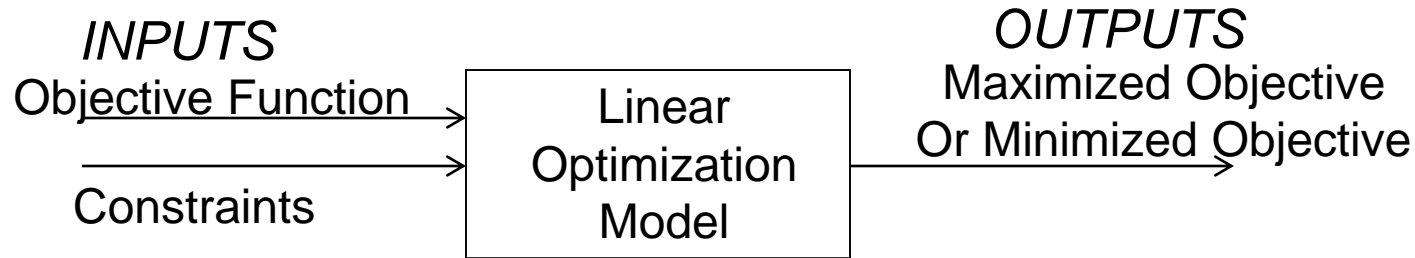 INPUTS
Objective Function
Constraints
Linear
Optimization
Model
OUTPUTS
Maximized Objective
Or Minimized Objective